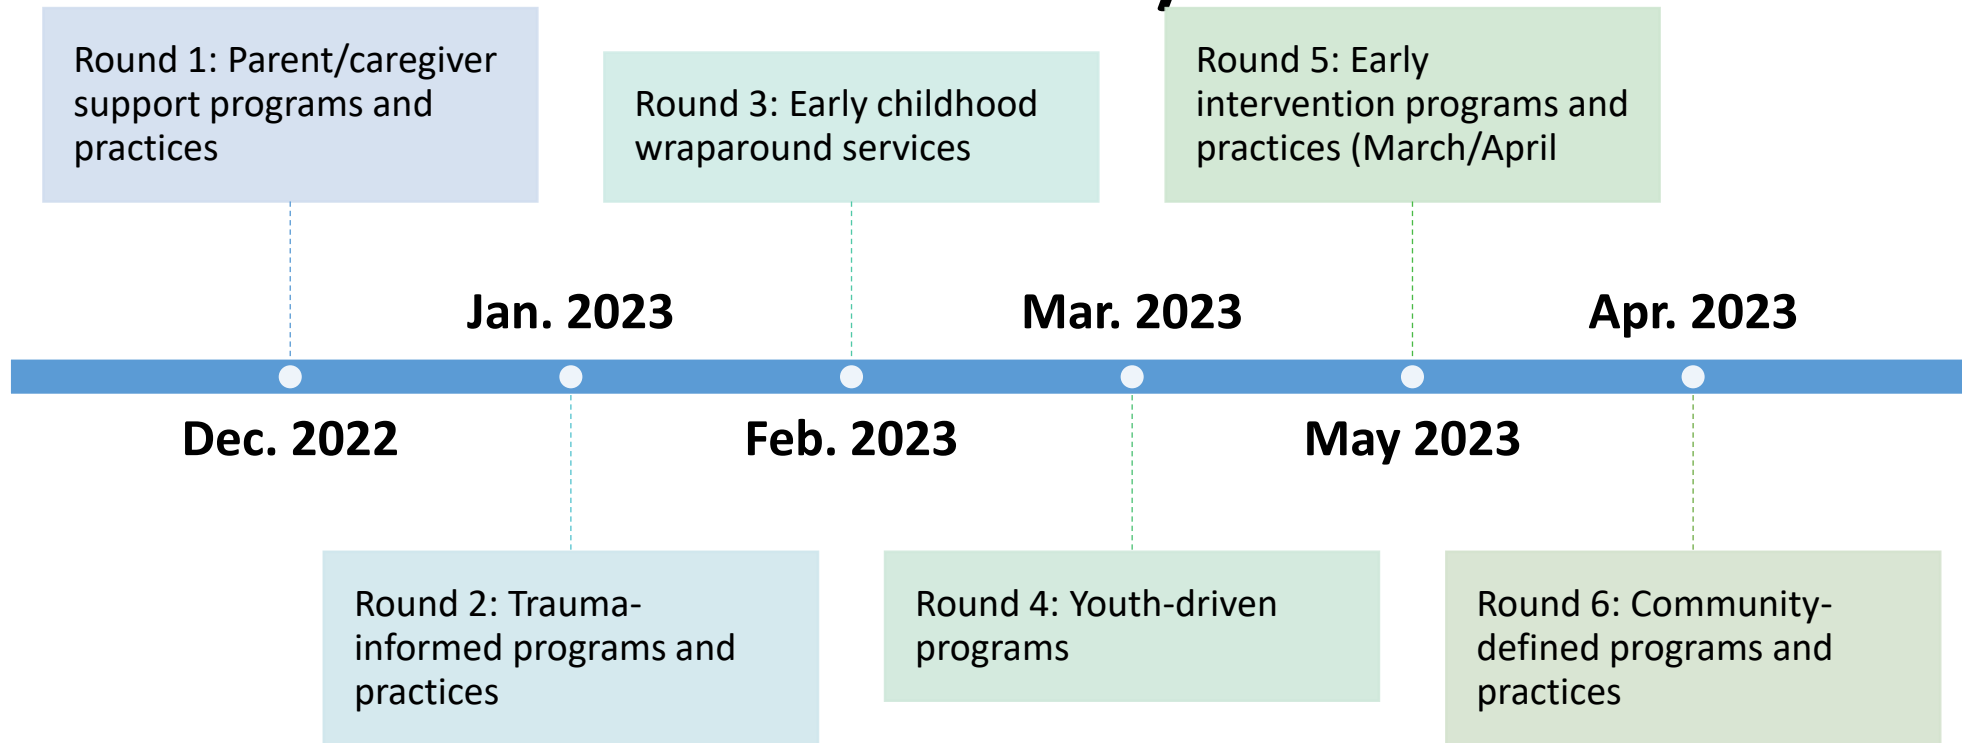 Round 1: Parent/caregiver
support programs and
practices
Round 3: Early childhood
wraparound services
Round 5: Early
intervention programs and
practices (March/April
Jan. 2023
Mar. 2023
Apr. 2023
Dec. 2022
Feb. 2023
May 2023
Round 2: Trauma-
informed programs and
practices
Round 4: Youth-driven
programs
Round 6: Community-
defined programs and
practices